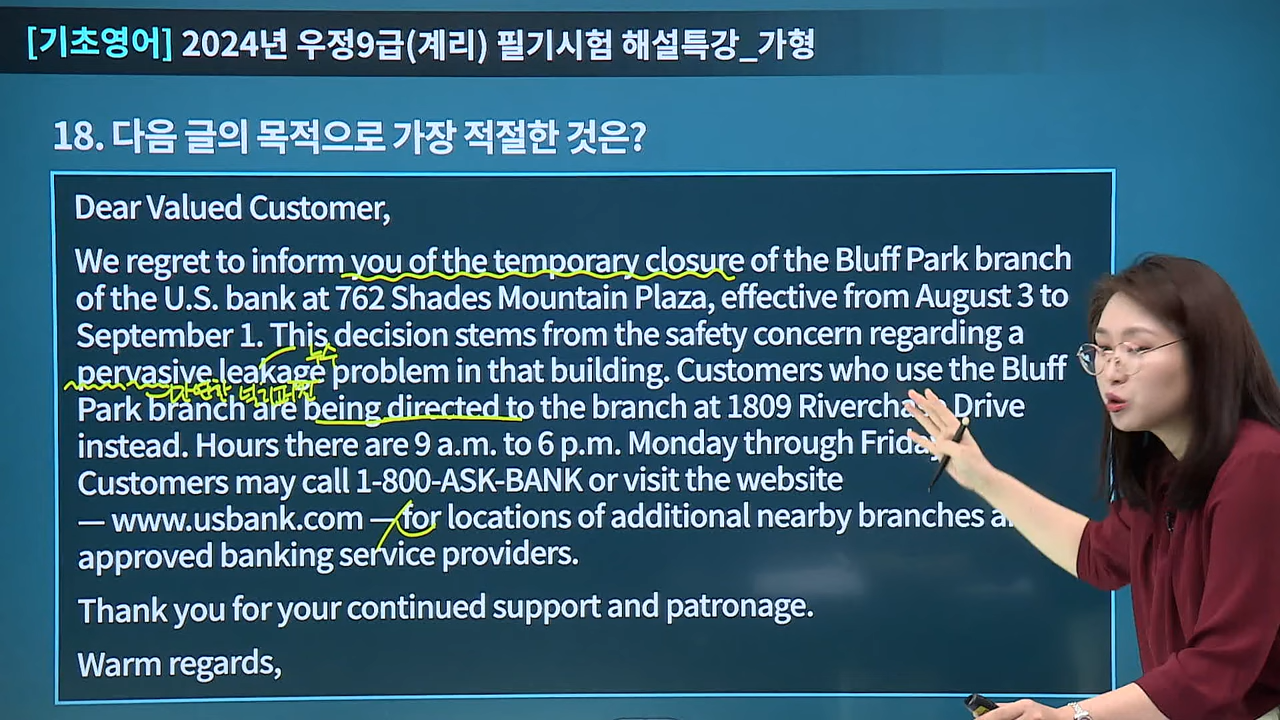 [기초영어] 2024년 우정9급(계리) 필기시험 해설특강_가형
18. 다음 글의 목적으로 가장 적절한 것은?
Dear Valued Customer,
We regret to inform you of the temporary closure of the Bluff Park branch
of the U.S. bank at 762 Shades Mountain Plaza, effective from August 3 to
September 1. This decision stems from the safety concern regarding a
누수
pervasive leakage problem in that building. Customers who use the Bluff
Park branch are being directed to the branch at 1809 Riverchase Drive
instead. Hours there are 9 a.m. to 6 p.m. Monday through Friday
Customers may call 1-800-ASK-BANK or visit the website
— www.usbank.com — for locations of additional nearby branches
approved banking service providers.
Thank you for your continued support and patronage.
Warm regards,